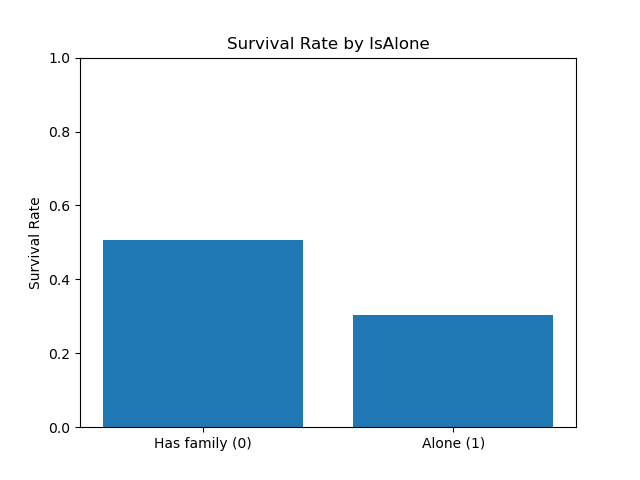 Survival Rate by IsAlone
1.0
0.8
0.6
0.4
0.2
0.0
Survival Rate
Has family (0)
Alone (1)